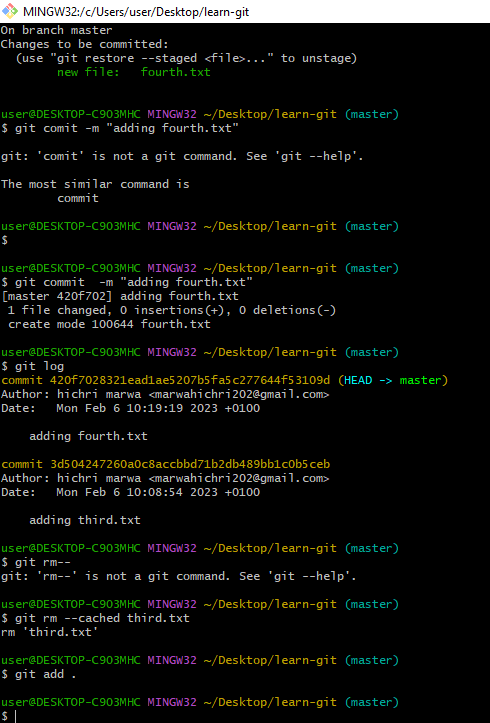 MINGW32:/c/Users/user/Desktop/learn-git
On branch master
Changes to be committed:
  (use "git restore --staged <file>..." to unstage)
        new file:   fourth.txt
user@DESKTOP-C9O3MHC MINGW32 ~/Desktop/learn-git (master)
$ git comit -m "adding fourth.txt"
git: 'comit' is not a git command. See 'git --help'.
The most similar command is
        commit
user@DESKTOP-C9O3MHC MINGW32 ~/Desktop/learn-git (master)
$
user@DESKTOP-C9O3MHC MINGW32 ~/Desktop/learn-git (master)
$ git commit  -m "adding fourth.txt"
[master 420f702] adding fourth.txt
 1 file changed, 0 insertions(+), 0 deletions(-)
 create mode 100644 fourth.txt
user@DESKTOP-C9O3MHC MINGW32 ~/Desktop/learn-git (master)
$ git log
commit 420f7028321ead1ae5207b5fa5c277644f53109d (HEAD -> master)
Author: hichri marwa <marwahichri202@gmail.com>
Date:   Mon Feb 6 10:19:19 2023 +0100
    adding fourth.txt
commit 3d504247260a0c8accbbd71b2db489bb1c0b5ceb
Author: hichri marwa <marwahichri202@gmail.com>
Date:   Mon Feb 6 10:08:54 2023 +0100
    adding third.txt
user@DESKTOP-C9O3MHC MINGW32 ~/Desktop/learn-git (master)
$ git rm--
git: 'rm--' is not a git command. See 'git --help'.
user@DESKTOP-C9O3MHC MINGW32 ~/Desktop/learn-git (master)
$ git rm --cached third.txt
rm 'third.txt'
user@DESKTOP-C9O3MHC MINGW32 ~/Desktop/learn-git (master)
$ git add .
user@DESKTOP-C9O3MHC MINGW32 ~/Desktop/learn-git (master)
$